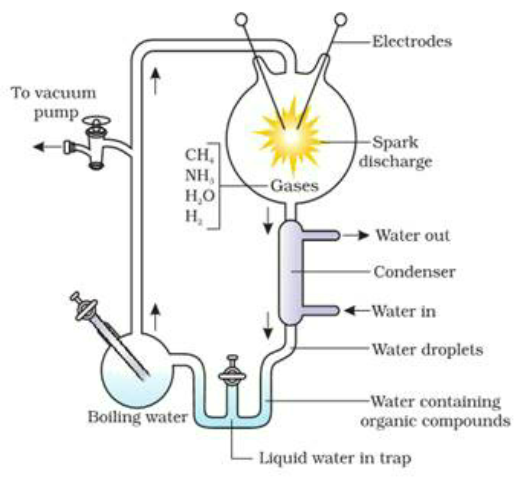 Electrodes
To vacuum
pump
Spark
discharge
CH₄
NH₃
H₂O
H₂
Gases
Water out
Condenser
Water in
Water droplets
Boiling water
Water containing
organic compounds
Liquid water in trap